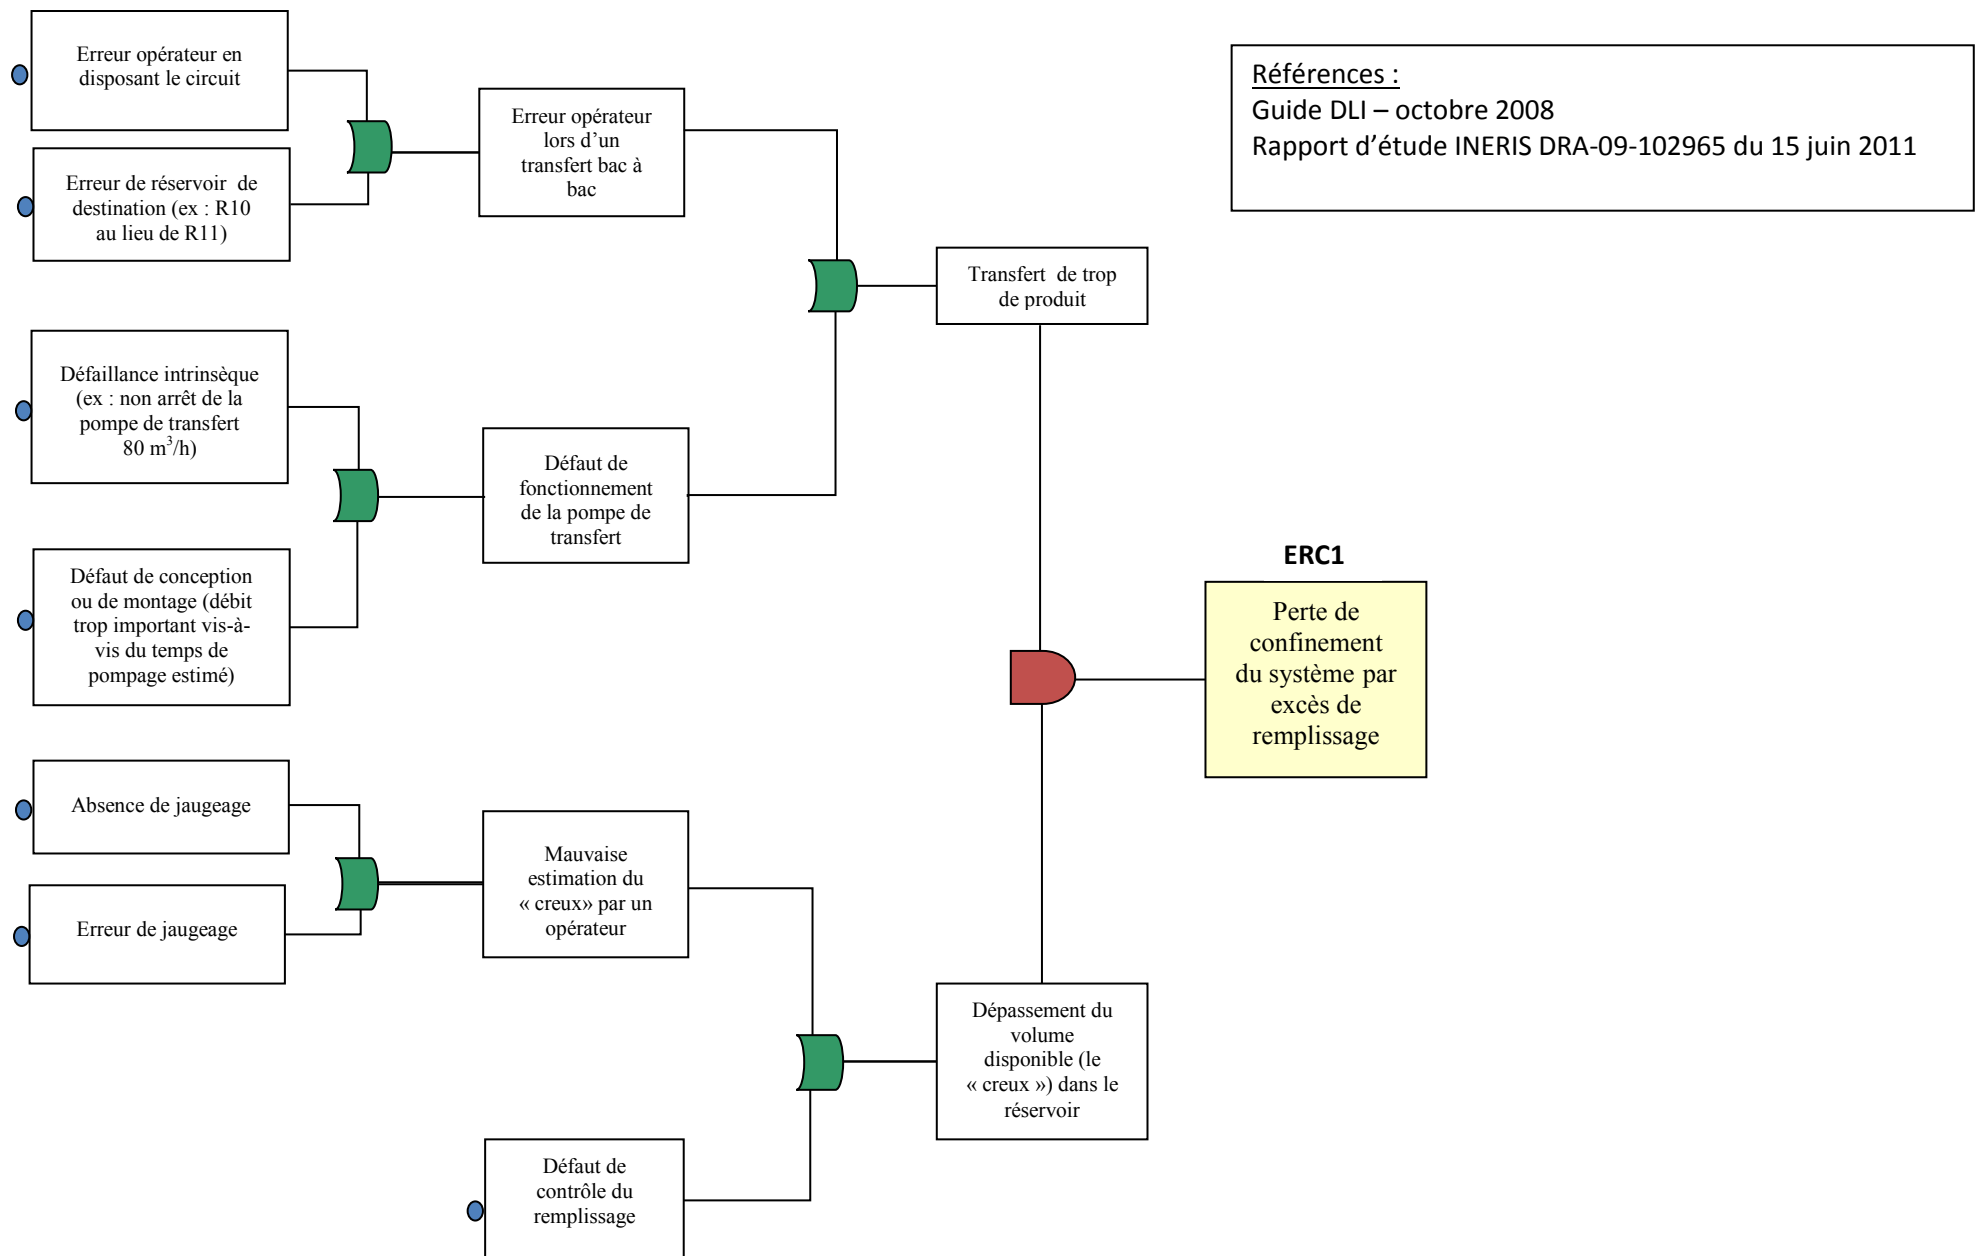 Erreur opérateur en
disposant le circuit
Erreur de réservoir de
destination (ex : R10
au lieu de R11)
Erreur opérateur
lors d’un
transfert bac à
bac
Références :
Guide DLI – octobre 2008
Rapport d’étude INERIS DRA-09-102965 du 15 juin 2011
Transfert de trop
de produit
Défaillance intrinsèque
(ex : non arrêt de la
pompe de transfert
80 m³/h)
Défaut de
fonctionnement
de la pompe de
transfert
Défaut de conception
ou de montage (débit
trop important vis-à-
vis du temps de
pompage estimé)
ERC1
Perte de
confinement
du système par
excès de
remplissage
Absence de jaugeage
Erreur de jaugeage
Mauvaise
estimation du
« creux» par un
opérateur
Dépassement du
volume
disponible (le
« creux ») dans le
réservoir
Défaut de
contrôle du
remplissage